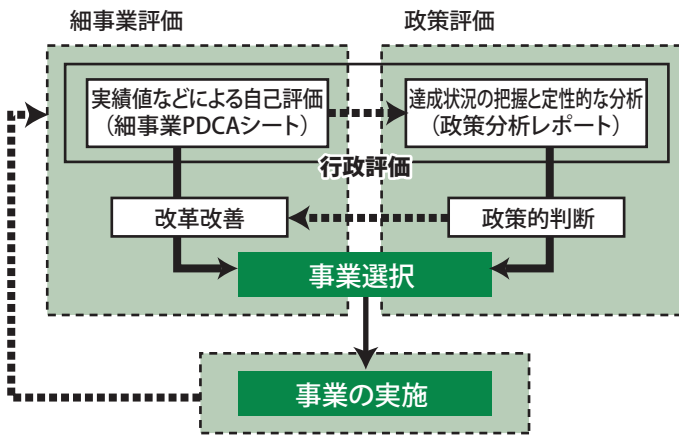 細事業評価
政策評価
実績値などによる自己評価
（細事業PDCAシート）
達成状況の把握と定性的な分析
（政策分析レポート）
行政評価
改革改善
政策的判断
事業選択
事業の実施